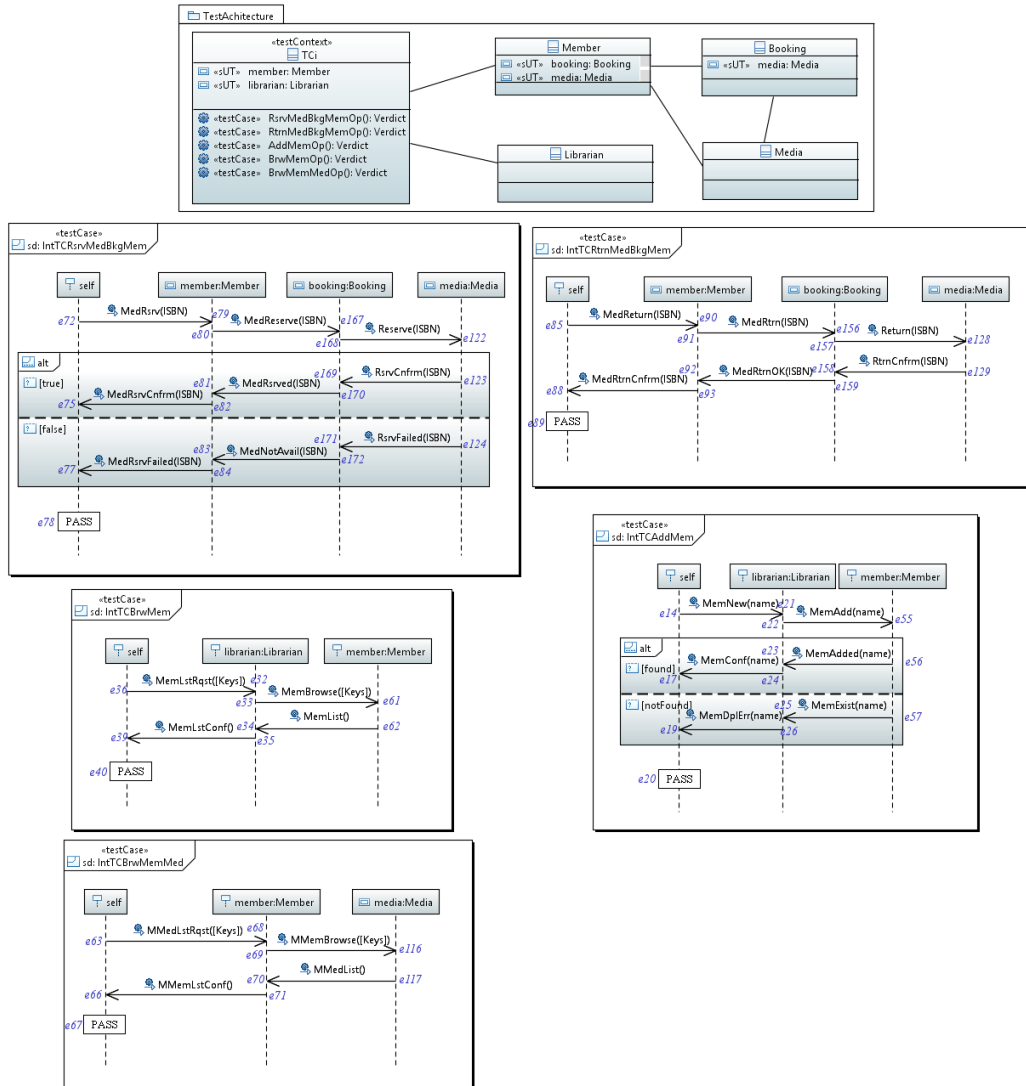 TestAchitecture
«testContext»
TCi
«sUT» member: Member
«sUT» librarian: Librarian
«testCase» RsrvMedBkgMemOp(): Verdict
«testCase» RtrnMedBkgMemOp(): Verdict
«testCase» AddMemOp(): Verdict
«testCase» BrwMemOp(): Verdict
«testCase» BrwMemMedOp(): Verdict
Member
«sUT» booking: Booking
«sUT» media: Media
Booking
«sUT» media: Media
Librarian
Media
«testCase»
sd: IntTCRsrvMedBkgMem
self
member:Member
booking:Booking
media:Media
e72
MedRsrv(ISBN)
e79
e80
MedReserve(ISBN)
e167
e168
Reserve(ISBN)
e122
alt
[true]
e169
RsrvCnfrm(ISBN)
e123
e81
MedRsrved(ISBN)
e170
e75
MedRsrvCnfrm(ISBN)
e82
[false]
e171
RsrvFailed(ISBN)
e124
e83
MedNotAvail(ISBN)
e172
e77
MedRsrvFailed(ISBN)
e84
e78
PASS
«testCase»
sd: IntTCRtrnMedBkgMem
self
member:Member
booking:Booking
media:Media
e85
MedReturn(ISBN)
e90
e91
MedRtrn(ISBN)
e156
e157
Return(ISBN)
e128
e158
RtrnCnfrm(ISBN)
e129
e92
MedRtrnOK(ISBN)
e159
e88
MedRtrnCnfrm(ISBN)
e93
e89
PASS
«testCase»
sd: IntTCAddMem
self
librarian:Librarian
member:Member
e14
MemNew(name)
e21
e22
MemAdd(name)
e55
alt
[found]
e23
MemAdded(name)
e56
e17
MemConf(name)
e24
[notFound]
e25
MemExist(name)
e57
e19
MemDplErr(name)
e26
e20
PASS
«testCase»
sd: IntTCBrwMem
self
librarian:Librarian
member:Member
e36
MemLstRqst([Keys])
e32
e33
MemBrowse([Keys])
e61
e34
MemList()
e62
e39
MemLstConf()
e35
e40
PASS
«testCase»
sd: IntTCBrwMemMed
self
member:Member
media:Media
e63
MMedLstRqst([Keys])
e68
e69
MMemBrowse([Keys])
e116
e70
MMedList()
e117
e66
MMemLstConf()
e71
e67
PASS